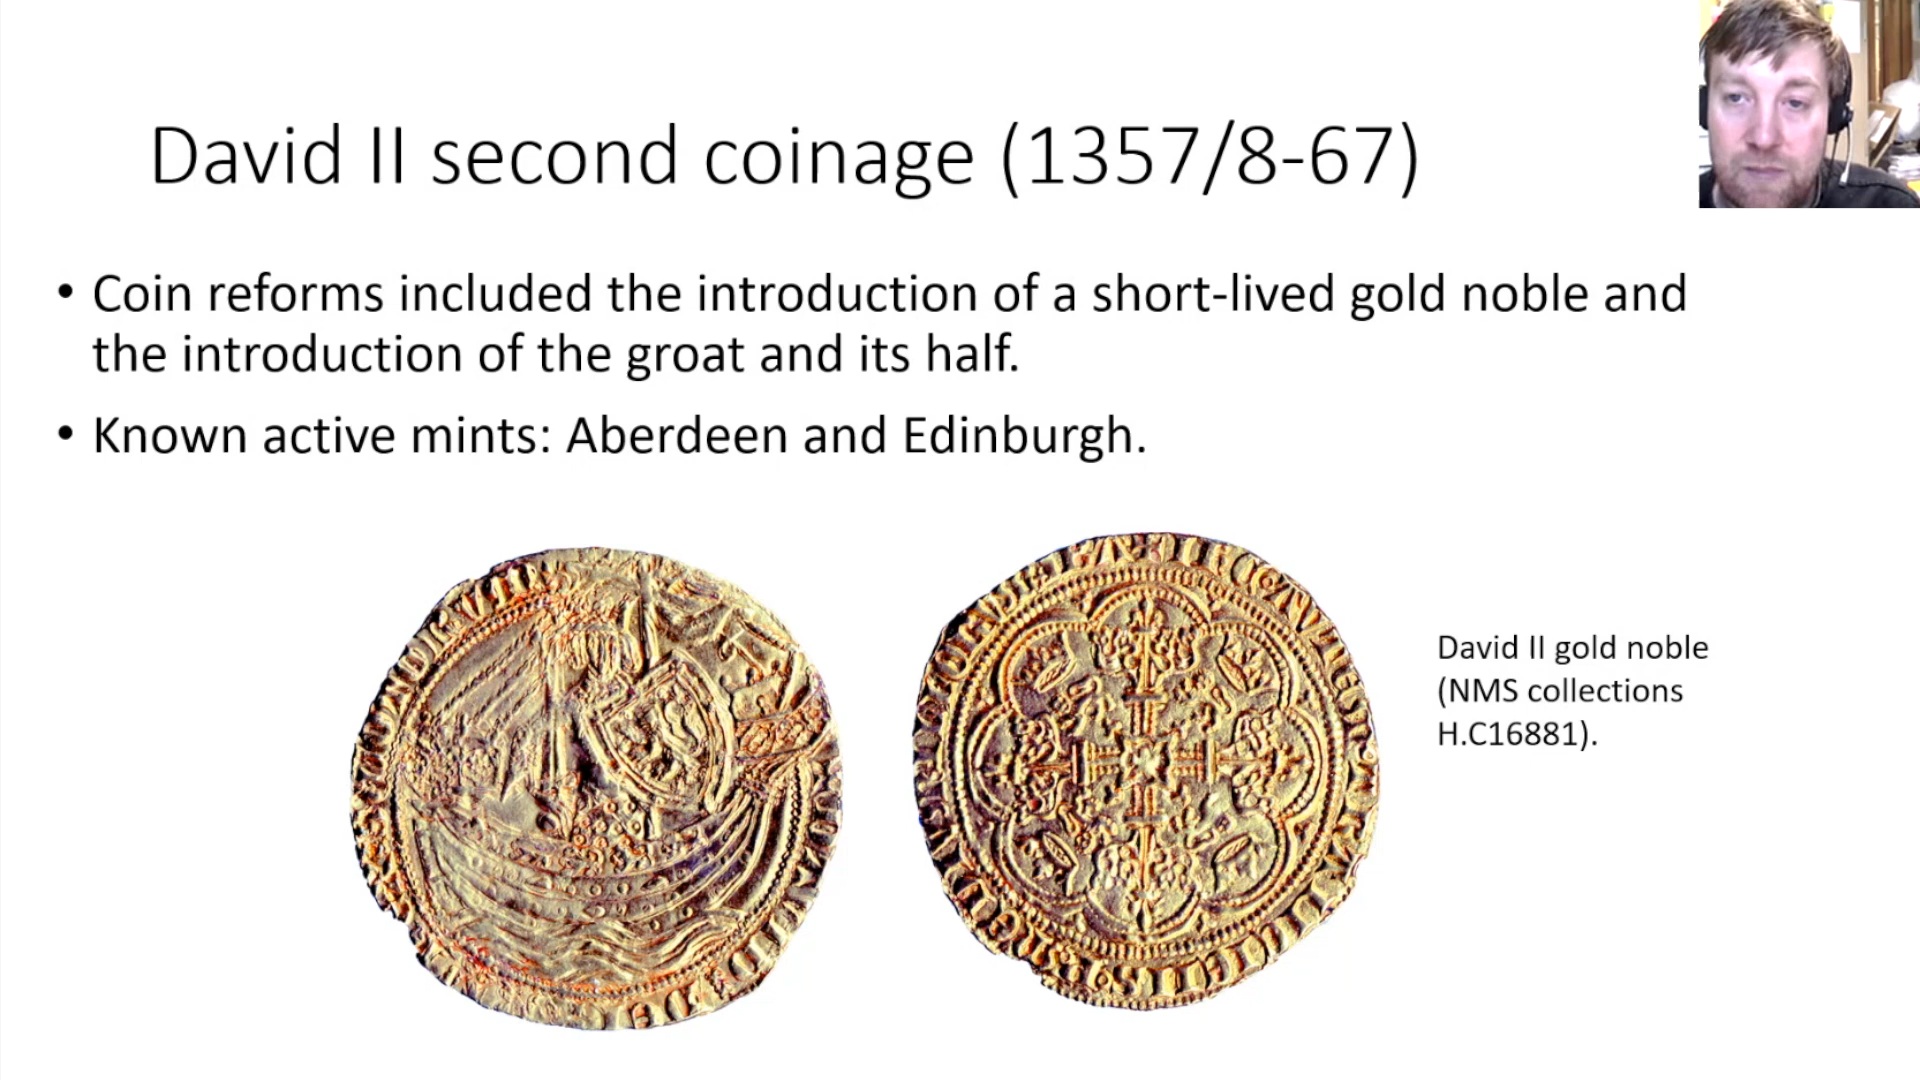 David II second coinage (1357/8-67)
• Coin reforms included the introduction of a short-lived gold noble and
the introduction of the groat and its half.
• Known active mints: Aberdeen and Edinburgh.
David II gold noble
(NMS collections
H.C16881).